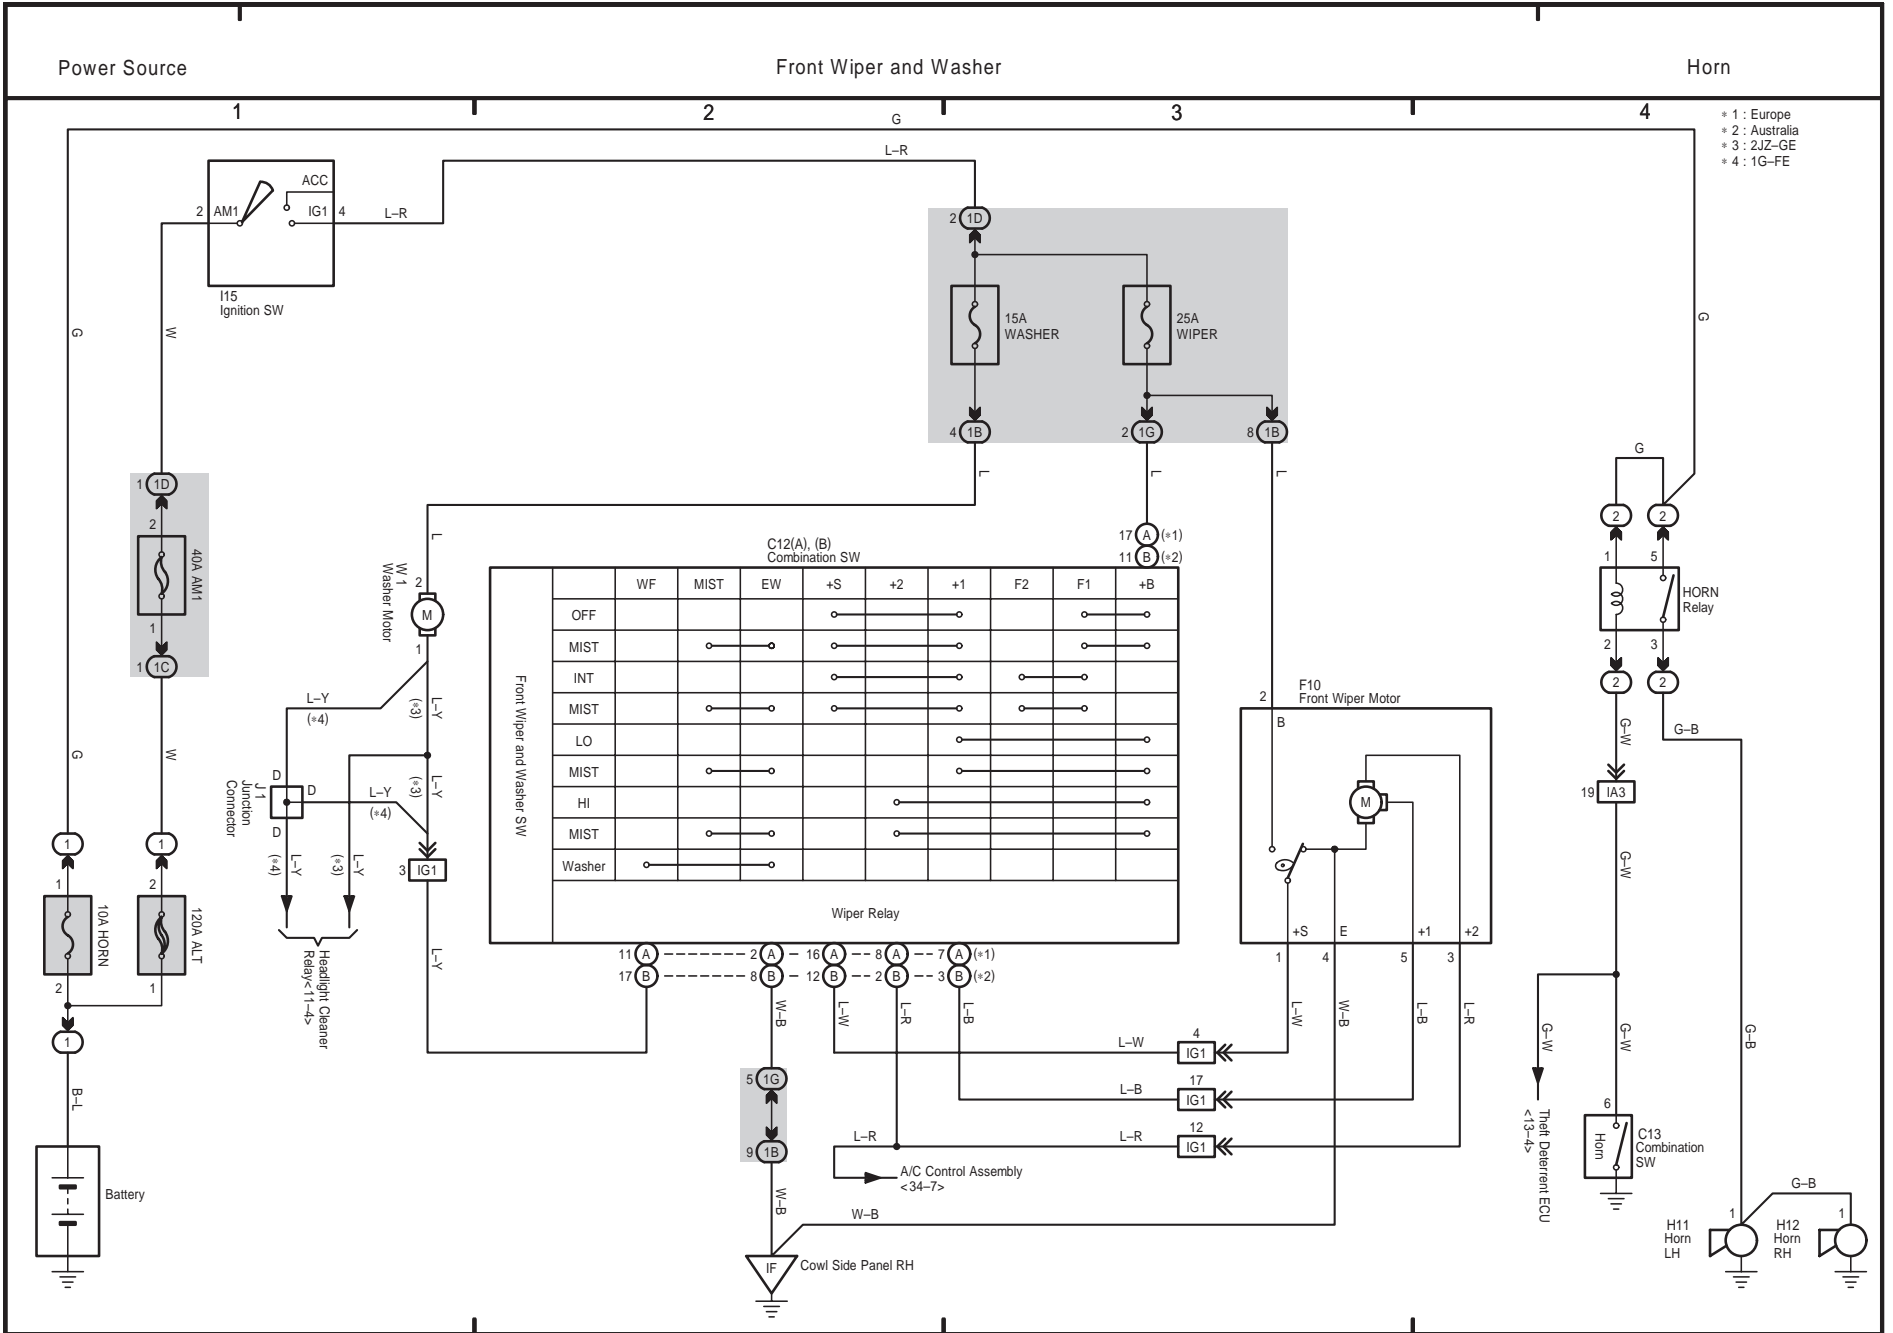 Power Source
Front Wiper and Washer
Horn
1
2
3
4
∗ 1 : Europe
∗ 2 : Australia
∗ 3 : 2JZ–GE
∗ 4 : 1G–FE
G
L–R
ACC
2
AM1
IG1
4
L–R
I15
Ignition SW
2
1D
15A
WASHER
25A
WIPER
4
1B
2
1G
8
1B
G
W
G
L
L
L
1
1D
2
40A AM1
1
1
1C
W
G
L
W 1
Washer Motor
2
M
1
L–Y
(∗4)
L–Y
(∗3)
J 1
Junction
Connector
D
D
D
L–Y
(∗4)
L–Y
(∗3)
L–Y
(∗4)
L–Y
(∗3)
3
IG1
L–Y
Headlight Cleaner
Relay<11–4>
1
1
1
2
10A HORN
120A ALT
2
1
1
B–L
Battery
C12(A), (B)
Combination SW
17
A
(∗1)
11
B
(∗2)
Front Wiper and Washer SW
WF
MIST
EW
+S
+2
+1
F2
F1
+B
OFF
MIST
INT
MIST
LO
MIST
HI
MIST
Washer
Wiper Relay
11
A
2
A
16
A
8
A
7
A
(∗1)
17
B
8
B
12
B
2
B
3
B
(∗2)
W–B
L–W
L–R
L–B
5
1G
9
1B
W–B
L–W
4
IG1
L–B
17
IG1
L–R
L–R
12
IG1
A/C Control Assembly
<34–7>
W–B
IF
Cowl Side Panel RH
F10
Front Wiper Motor
2
B
M
+S
E
+1
+2
1
4
5
3
L–W
W–B
L–B
L–R
G
2
2
1
5
HORN
Relay
2
3
2
2
G–W
G–B
19
IA3
G–W
G–W
G–W
G–B
Theft Deterrent ECU
<13–4>
6
Horn
C13
Combination
SW
G–B
H11
Horn
LH
1
H12
Horn
RH
1